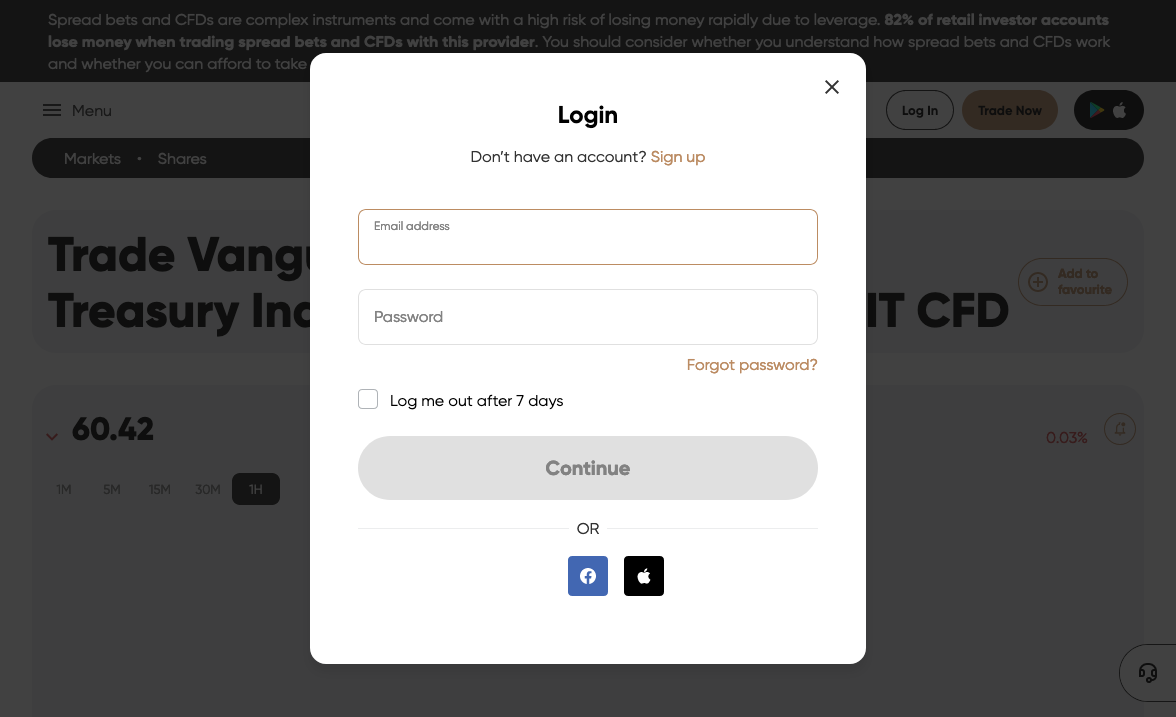 Spread bets and CFDs are complex instruments and come with a high risk of losing money rapidly due to leverage. 82% of retail investor accounts
lose money when trading spread bets and CFDs with this provider. You should consider whether you understand how spread bets and CFDs work
and whether you can afford to take
Menu
Log In
Trade Now
Markets • Shares
Trade Vangu
Treasury Ind
IT CFD
Add to
favourite
60.42
0.03%
1M
5M
15M
30M
1H
Login
Don't have an account? Sign up
Email address
Password
Forgot password?
Log me out after 7 days
Continue
OR